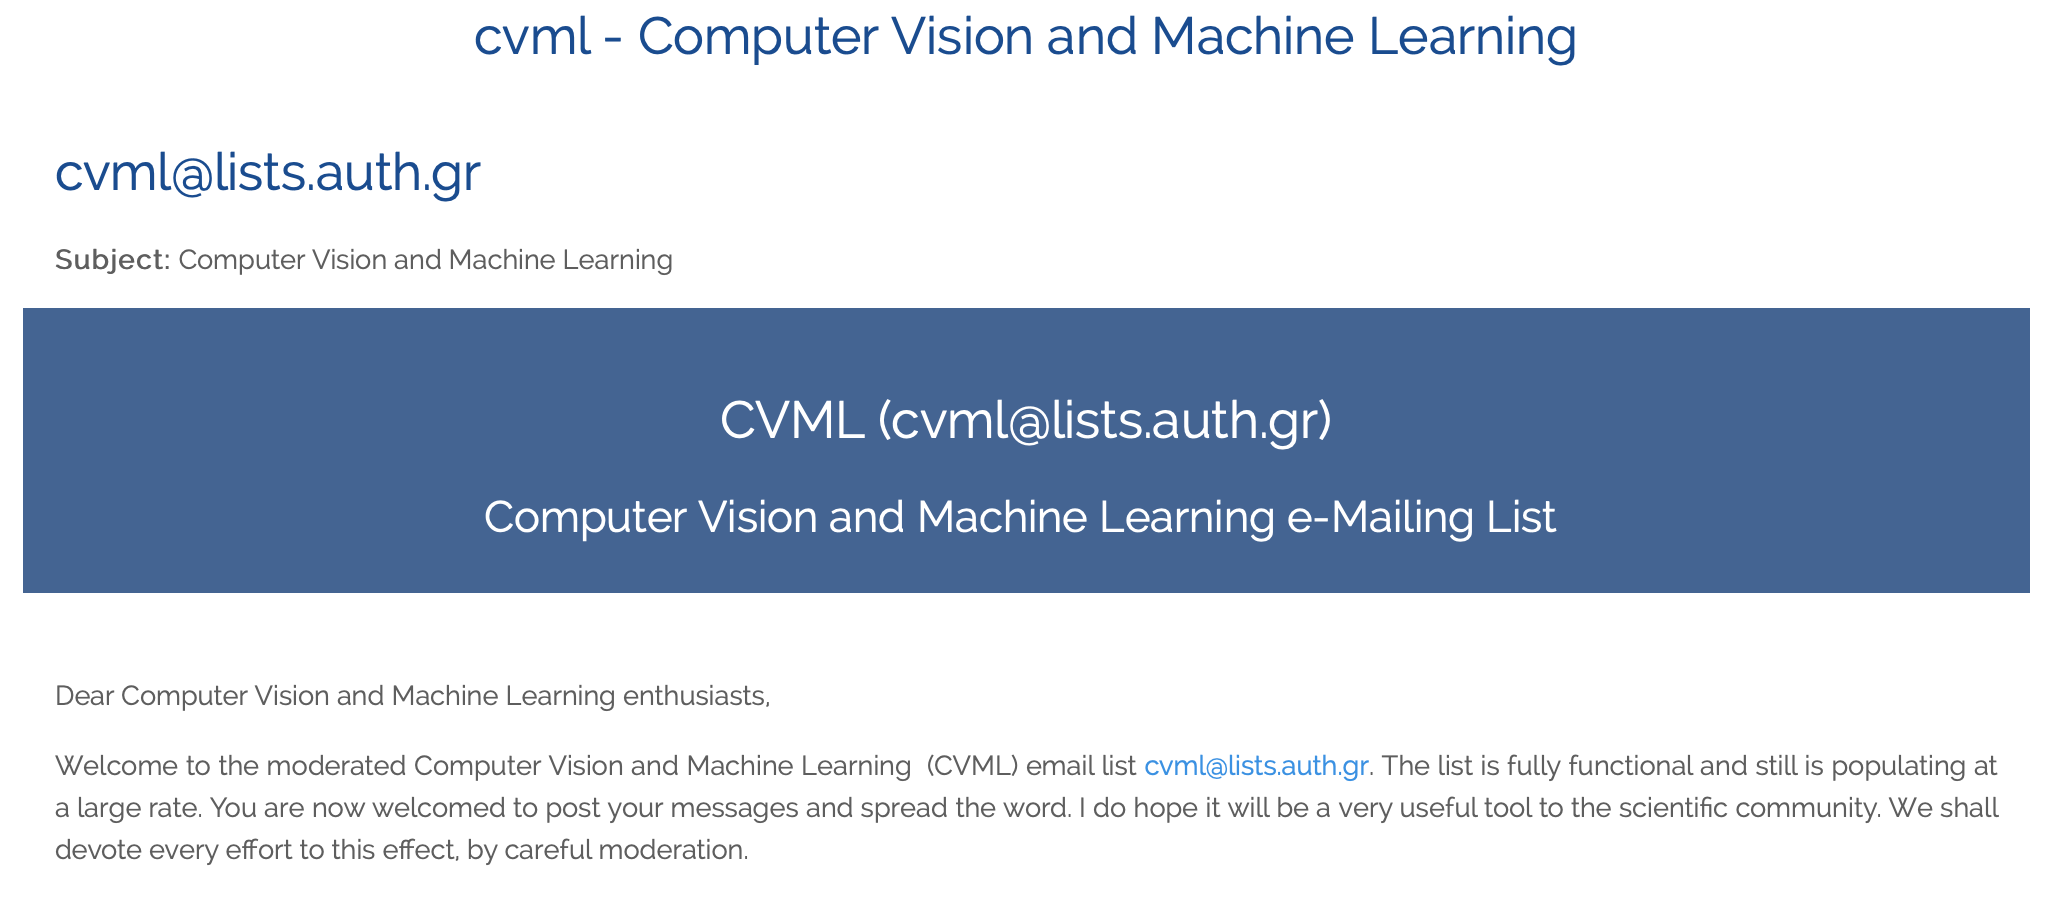 cvml - Computer Vision and Machine Learning
cvml@lists.auth.gr
Subject: Computer Vision and Machine Learning
CVML (cvml@lists.auth.gr)
Computer Vision and Machine Learning e-Mailing List
Dear Computer Vision and Machine Learning enthusiasts,
Welcome to the moderated Computer Vision and Machine Learning  (CVML) email list cvml@lists.auth.gr. The list is fully functional and still is populating at
a large rate. You are now welcomed to post your messages and spread the word. I do hope it will be a very useful tool to the scientific community. We shall
devote every effort to this effect, by careful moderation.